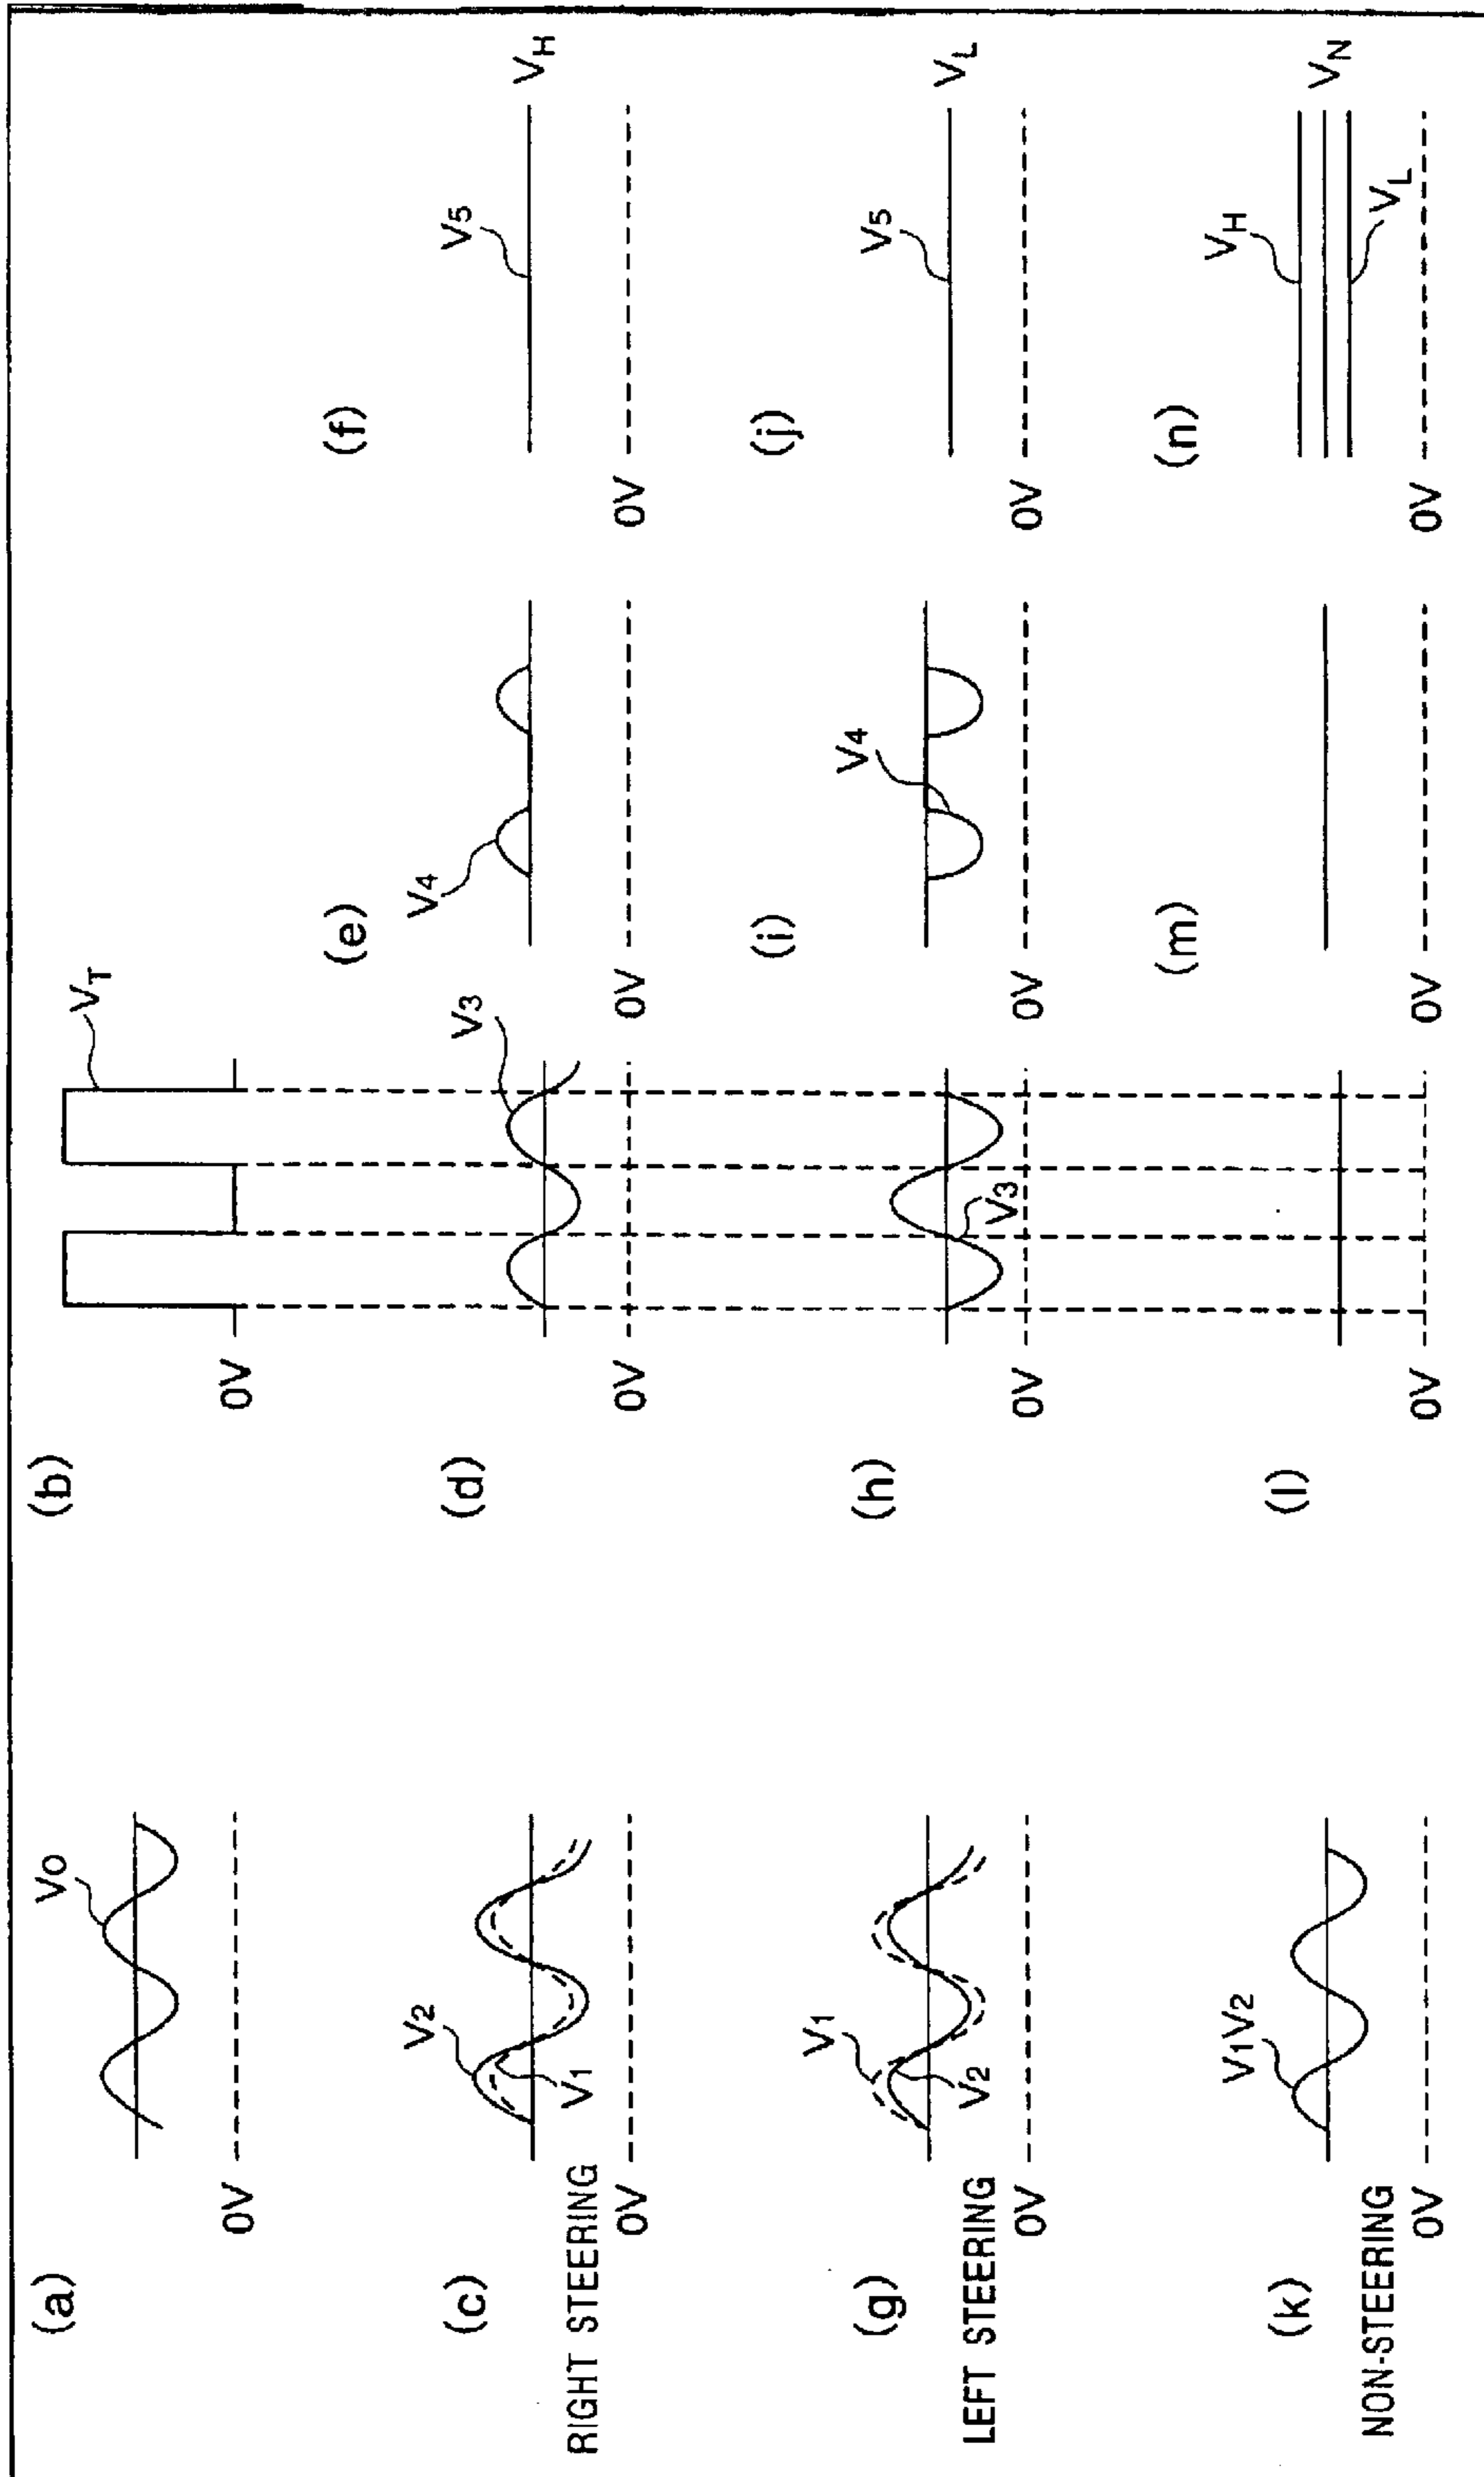 (a)
V0
0V
(b)
VT
0V
(c)
V2
V1
RIGHT STEERING
0V
(d)
V3
0V
(e)
V4
0V
(f)
V5
VH
0V
(g)
V1
V2
LEFT STEERING
0V
(h)
V3
0V
(i)
V4
0V
(j)
V5
VL
0V
(k)
V1V2
NON-STEERING
0V
(l)
0V
(m)
0V
(n)
VH
VN
VL
0V